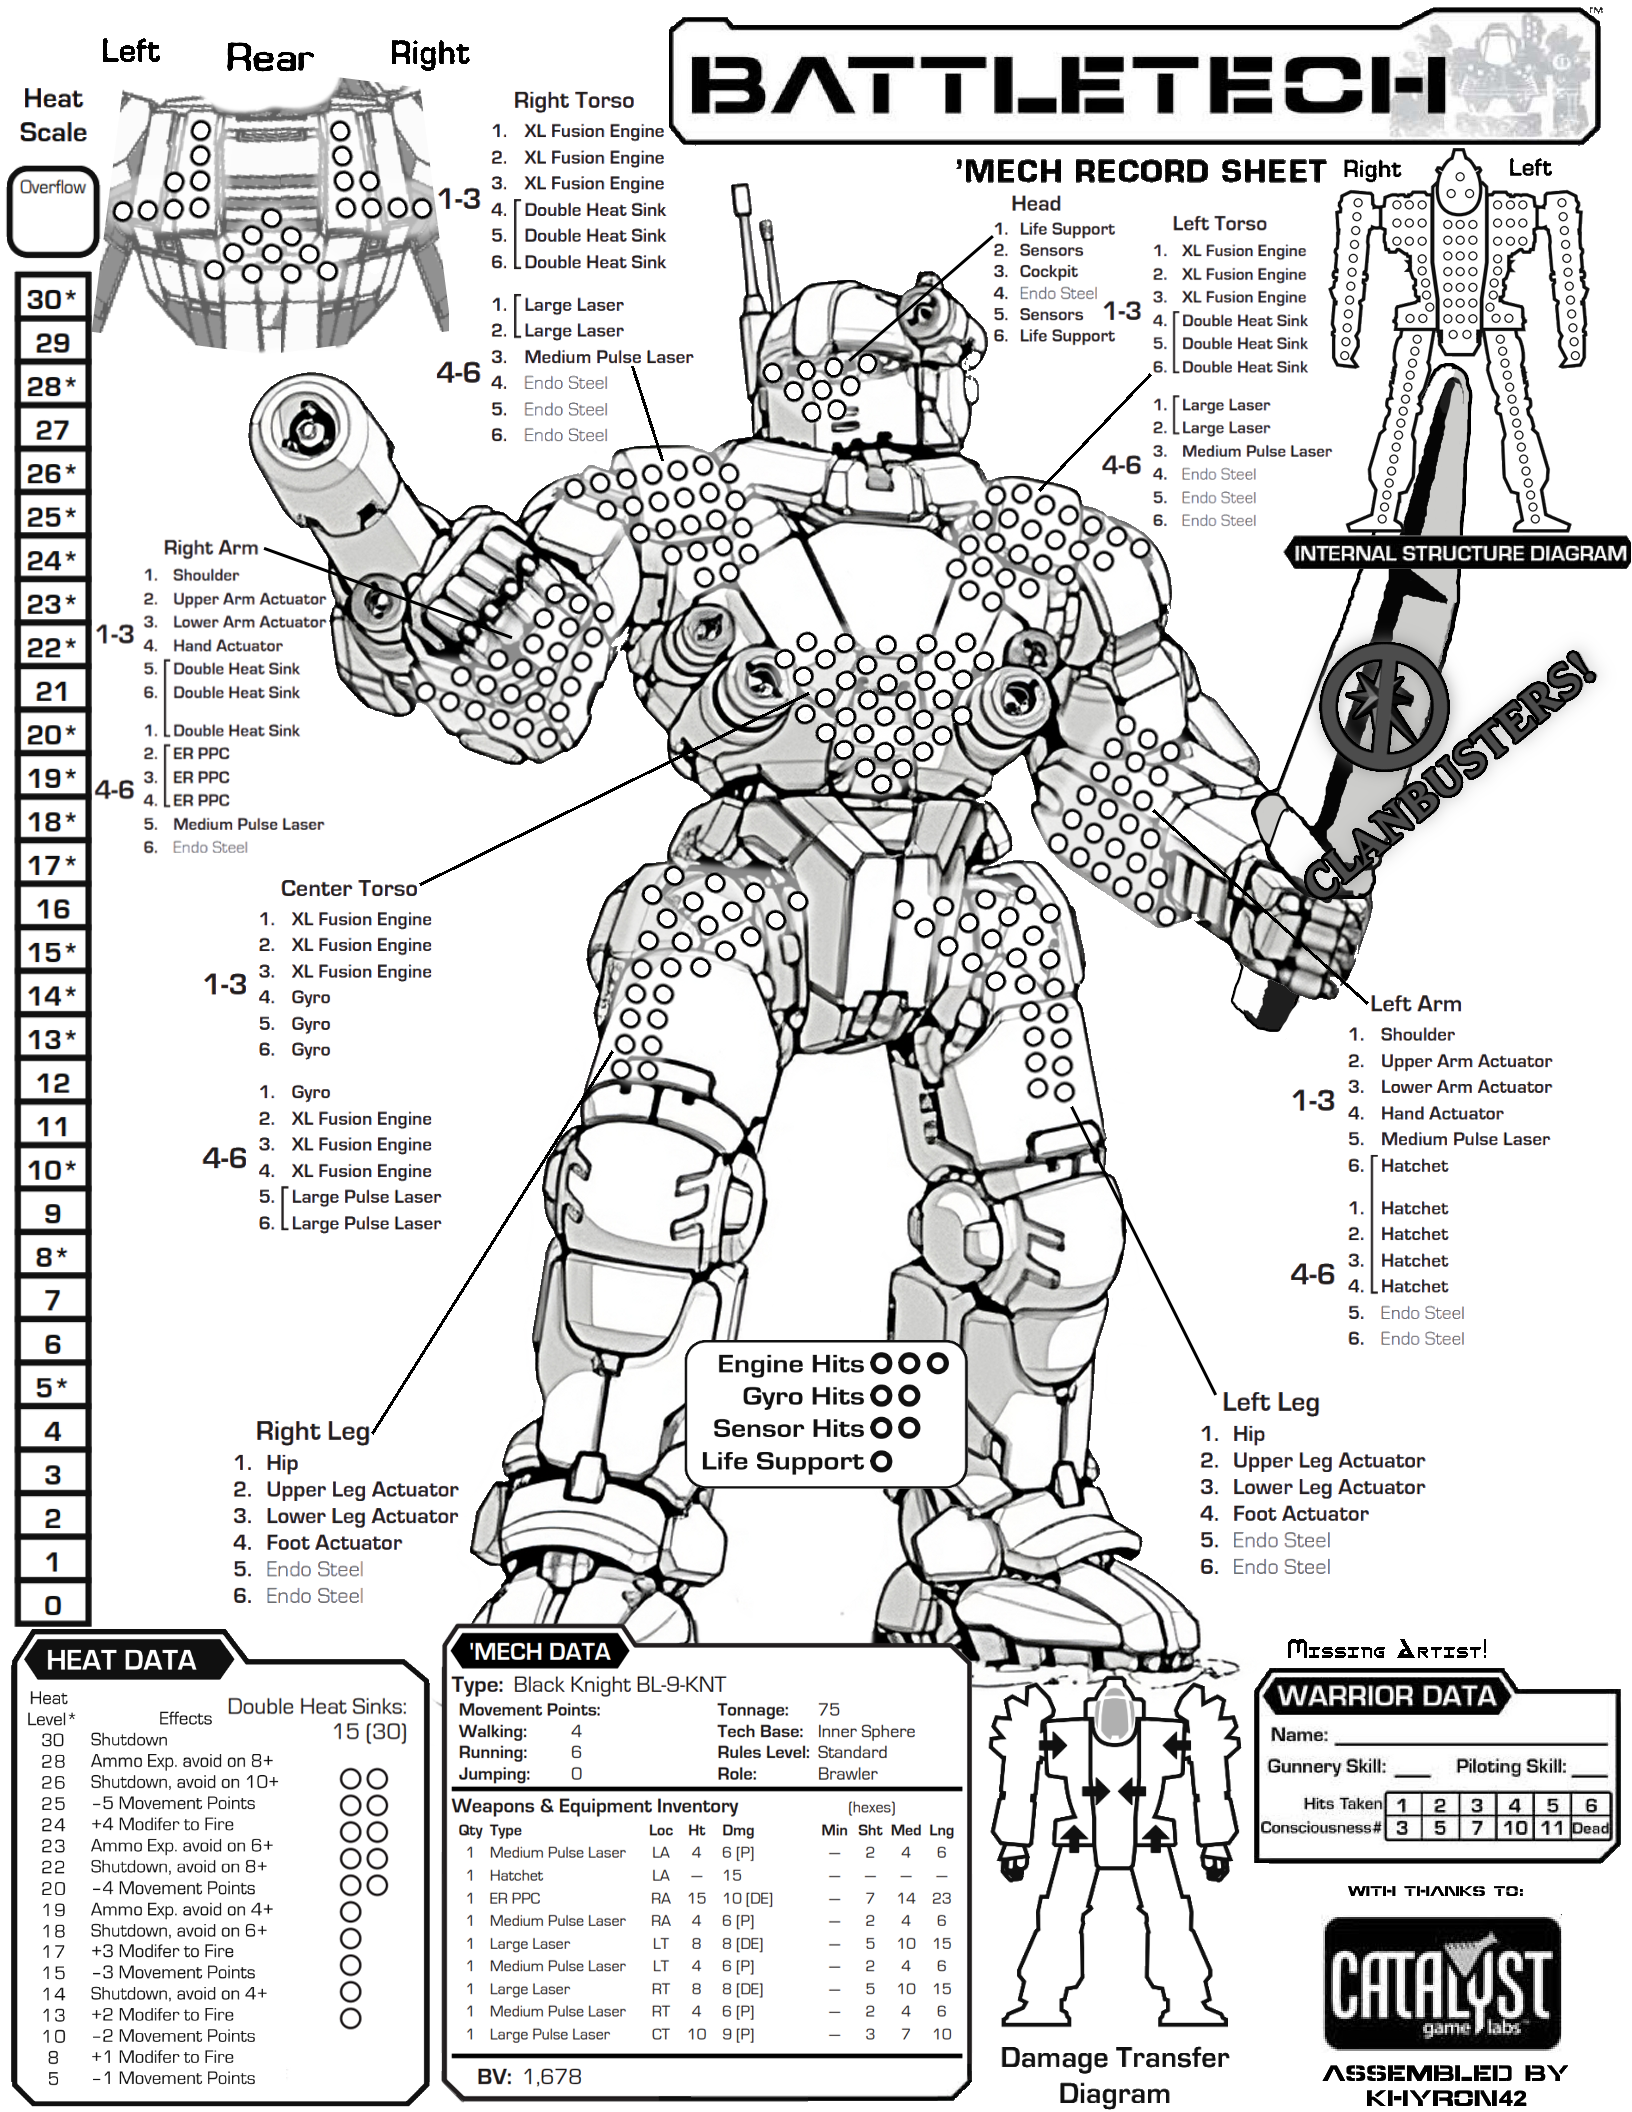 Left Rear Right
Heat
Scale
Overflow
30*
29
28*
27
26*
25*
24*
23*
22*
21
20*
19*
18*
17*
16
15*
14*
13*
12
11
10*
9
8*
7
6
5*
4
3
2
1
0
BATTLETECH™
'MECH RECORD SHEET
Right Torso
1-3
1. XL Fusion Engine
2. XL Fusion Engine
3. XL Fusion Engine
4. Double Heat Sink
5. Double Heat Sink
6. Double Heat Sink
4-6
1. Large Laser
2. Large Laser
3. Medium Pulse Laser
4. Endo Steel
5. Endo Steel
6. Endo Steel
Head
1. Life Support
2. Sensors
3. Cockpit
4. Endo Steel
5. Sensors
6. Life Support
Left Torso
1-3
1. XL Fusion Engine
2. XL Fusion Engine
3. XL Fusion Engine
4. Double Heat Sink
5. Double Heat Sink
6. Double Heat Sink
4-6
1. Large Laser
2. Large Laser
3. Medium Pulse Laser
4. Endo Steel
5. Endo Steel
6. Endo Steel
Right Left
INTERNAL STRUCTURE DIAGRAM
CLANBUSTERS!
Right Arm
1-3
1. Shoulder
2. Upper Arm Actuator
3. Lower Arm Actuator
4. Hand Actuator
5. Double Heat Sink
6. Double Heat Sink
4-6
1. Double Heat Sink
2. ER PPC
3. ER PPC
4. ER PPC
5. Medium Pulse Laser
6. Endo Steel
Center Torso
1-3
1. XL Fusion Engine
2. XL Fusion Engine
3. XL Fusion Engine
4. Gyro
5. Gyro
6. Gyro
4-6
1. Gyro
2. XL Fusion Engine
3. XL Fusion Engine
4. XL Fusion Engine
5. Large Pulse Laser
6. Large Pulse Laser
Left Arm
1-3
1. Shoulder
2. Upper Arm Actuator
3. Lower Arm Actuator
4. Hand Actuator
5. Medium Pulse Laser
6. Hatchet
4-6
1. Hatchet
2. Hatchet
3. Hatchet
4. Hatchet
5. Endo Steel
6. Endo Steel
Engine Hits
Gyro Hits
Sensor Hits
Life Support
Right Leg
1. Hip
2. Upper Leg Actuator
3. Lower Leg Actuator
4. Foot Actuator
5. Endo Steel
6. Endo Steel
Left Leg
1. Hip
2. Upper Leg Actuator
3. Lower Leg Actuator
4. Foot Actuator
5. Endo Steel
6. Endo Steel
HEAT DATA
Heat
Level* Effects
Double Heat Sinks:
15 (30)
30 Shutdown
28 Ammo Exp. avoid on 8+
26 Shutdown, avoid on 10+
25 -5 Movement Points
24 +4 Modifer to Fire
23 Ammo Exp. avoid on 6+
22 Shutdown, avoid on 8+
20 -4 Movement Points
19 Ammo Exp. avoid on 4+
18 Shutdown, avoid on 6+
17 +3 Modifer to Fire
15 -3 Movement Points
14 Shutdown, avoid on 4+
13 +2 Modifer to Fire
10 -2 Movement Points
8 +1 Modifer to Fire
5 -1 Movement Points
'MECH DATA
Type: Black Knight BL-9-KNT
Movement Points: Tonnage: 75
Walking: 4 Tech Base: Inner Sphere
Running: 6 Rules Level: Standard
Jumping: 0 Role: Brawler
Weapons & Equipment Inventory (hexes)
Qty Type Loc Ht Dmg Min Sht Med Lng
1 Medium Pulse Laser LA 4 6 [P] — 2 4 6
1 Hatchet LA — 15 — — — —
1 ER PPC RA 15 10 [DE] — 7 14 23
1 Medium Pulse Laser RA 4 6 [P] — 2 4 6
1 Large Laser LT 8 8 [DE] — 5 10 15
1 Medium Pulse Laser LT 4 6 [P] — 2 4 6
1 Large Laser RT 8 8 [DE] — 5 10 15
1 Medium Pulse Laser RT 4 6 [P] — 2 4 6
1 Large Pulse Laser CT 10 9 [P] — 3 7 10
BV: 1,678
Damage Transfer
Diagram
Missing Artist!
WARRIOR DATA
Name:
Gunnery Skill: Piloting Skill:
Hits Taken 1 2 3 4 5 6
Consciousness# 3 5 7 10 11 Dead
WITH THANKS TO:
CATALYST
game labs™
ASSEMBLED BY
KHYRON42